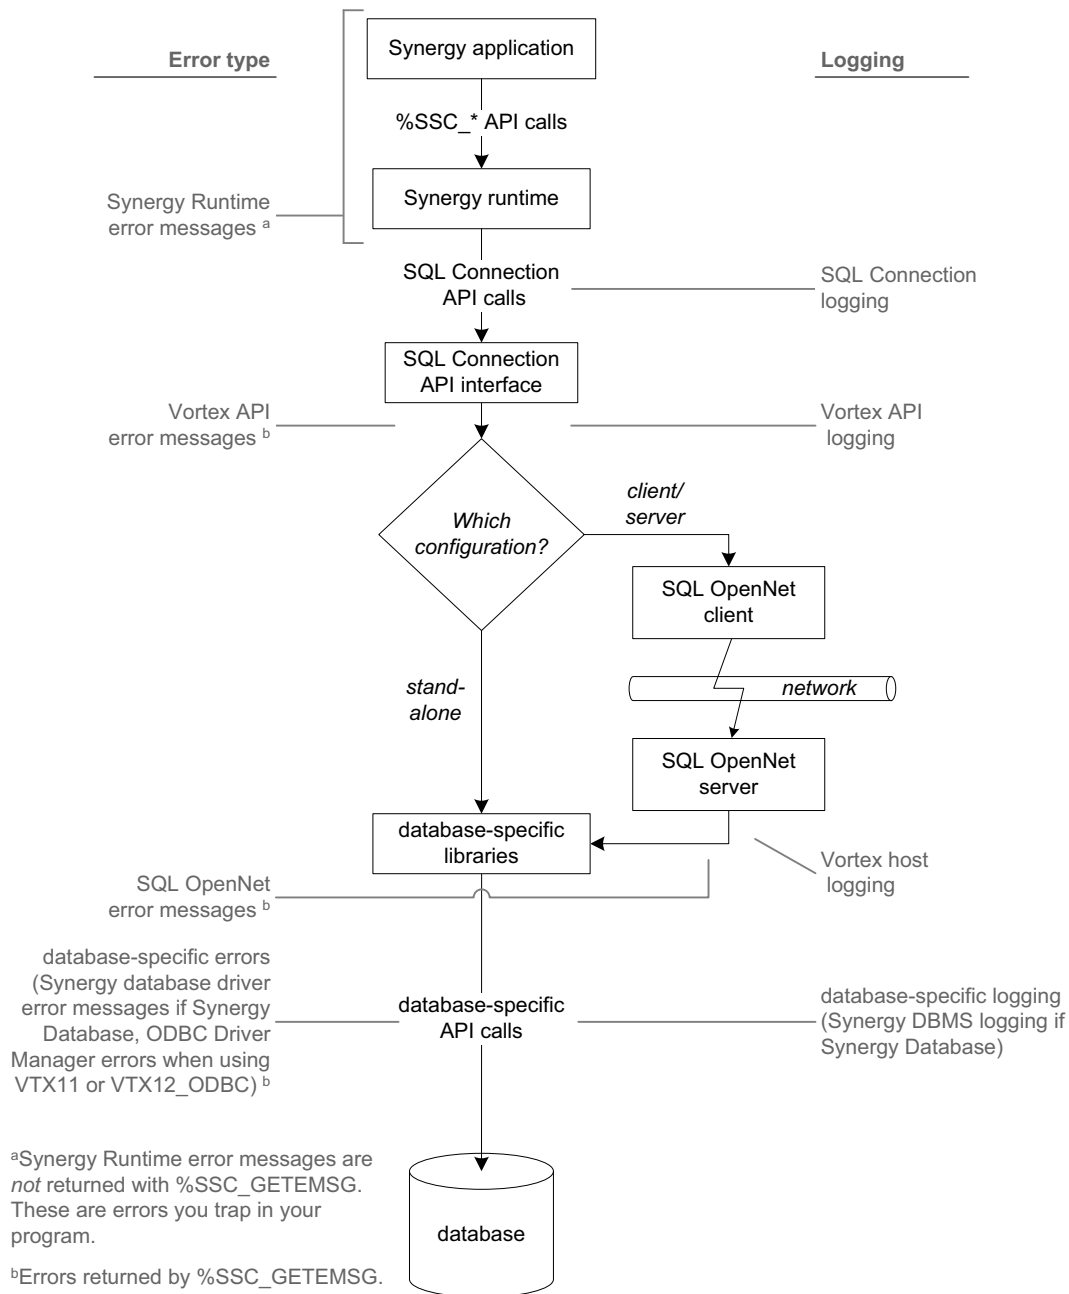 Error type
Synergy application
Logging
%SSC_* API calls
Synergy Runtime
error messages a
Synergy runtime
SQL Connection
API calls
SQL Connection
logging
SQL Connection
API interface
Vortex API
error messages b
Vortex API
logging
client/
server
Which
configuration?
SQL OpenNet
client
stand-
alone
network
SQL OpenNet
server
database-specific
libraries
Vortex host
logging
SQL OpenNet
error messages b
database-specific errors
(Synergy database driver
error messages if Synergy
Database, ODBC Driver
Manager errors when using
VTX11 or VTX12_ODBC) b
database-specific
API calls
database-specific logging
(Synergy DBMS logging if
Synergy Database)
aSynergy Runtime error messages are
not returned with %SSC_GETEMSG.
These are errors you trap in your
program.
bErrors returned by %SSC_GETEMSG.
database